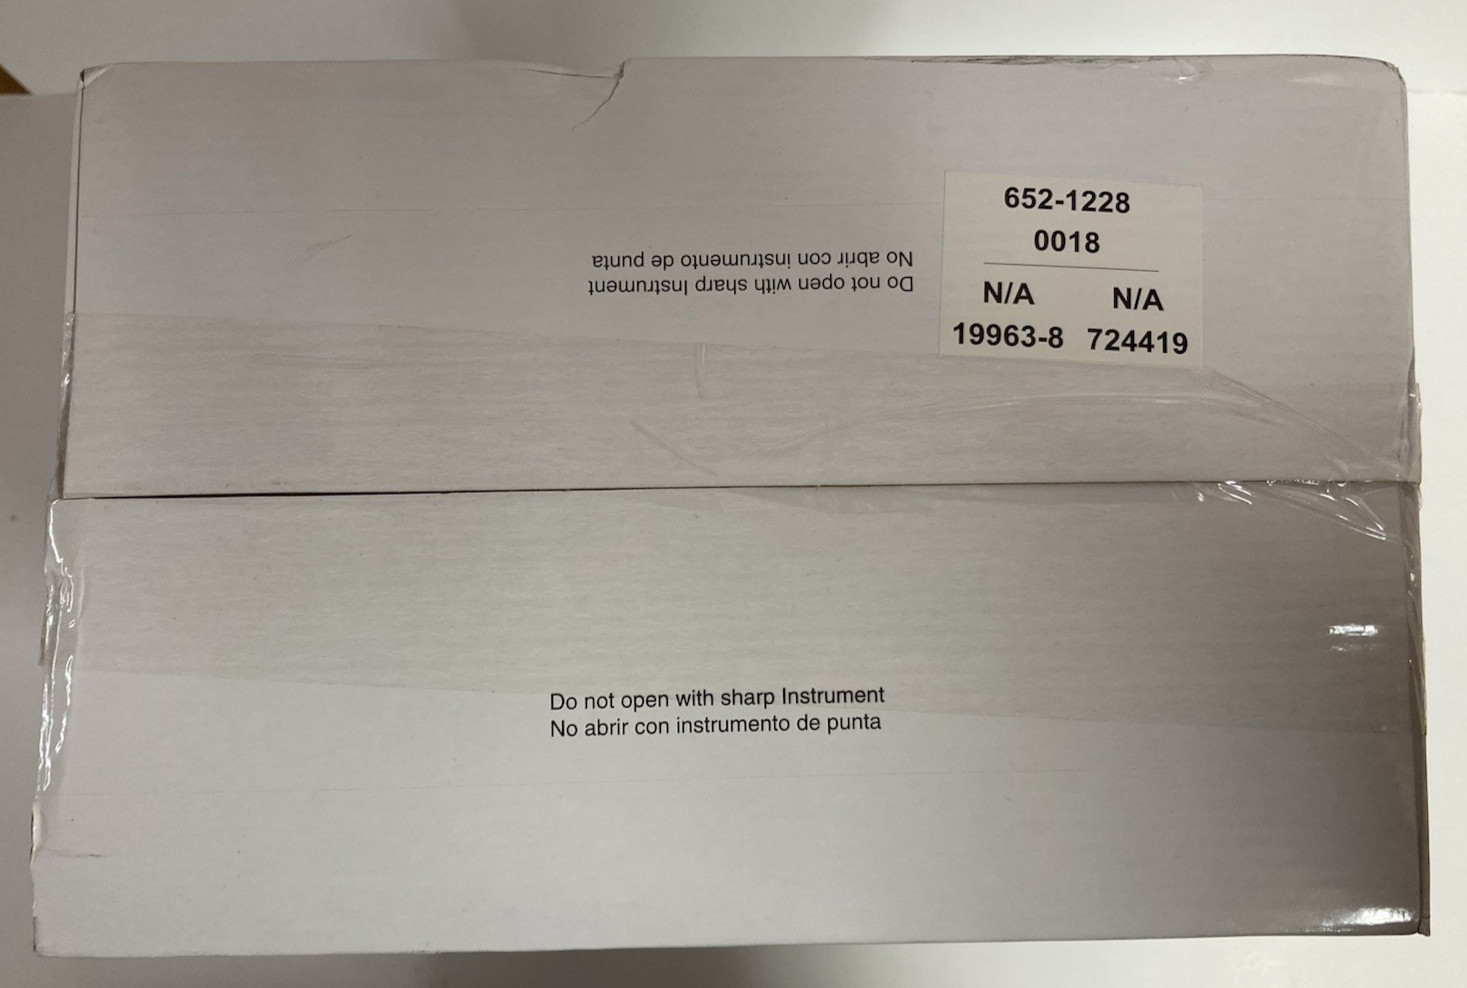 652-1228
0018
N/A N/A
19963-8 724419
Do not open with sharp Instrument
No abrir con instrumento de punta
Do not open with sharp Instrument
No abrir con instrumento de punta